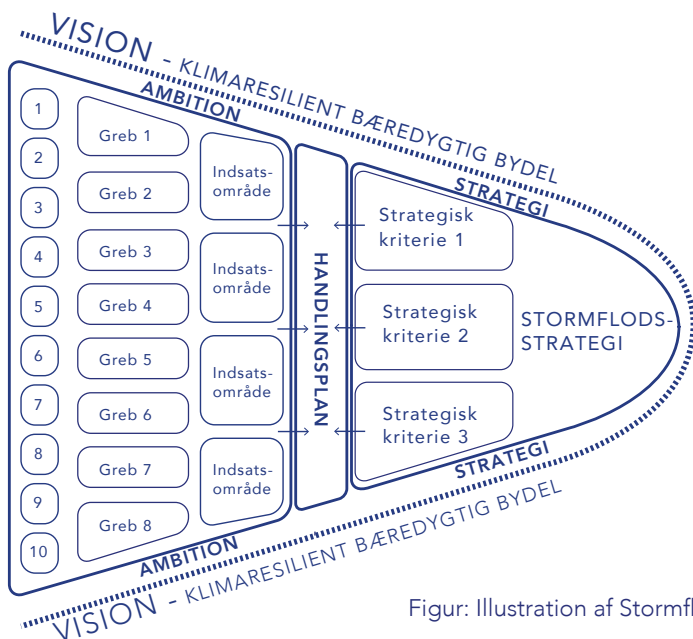 VISION - KLIMARESILIENT BÆREDYGTIG BYDEL
AMBITION
STRATEGI
1
2
3
4
5
6
7
8
9
10
Greb 1
Greb 2
Greb 3
Greb 4
Greb 5
Greb 6
Greb 7
Greb 8
Indsats-
område
Indsats-
område
Indsats-
område
Indsats-
område
HANDLINGSPLAN
Strategisk
kriterie 1
Strategisk
kriterie 2
Strategisk
kriterie 3
STORMFLODS-
STRATEGI
STRATEGI
AMBITION
VISION - KLIMARESILIENT BÆREDYGTIG BYDEL
Figur: Illustration af